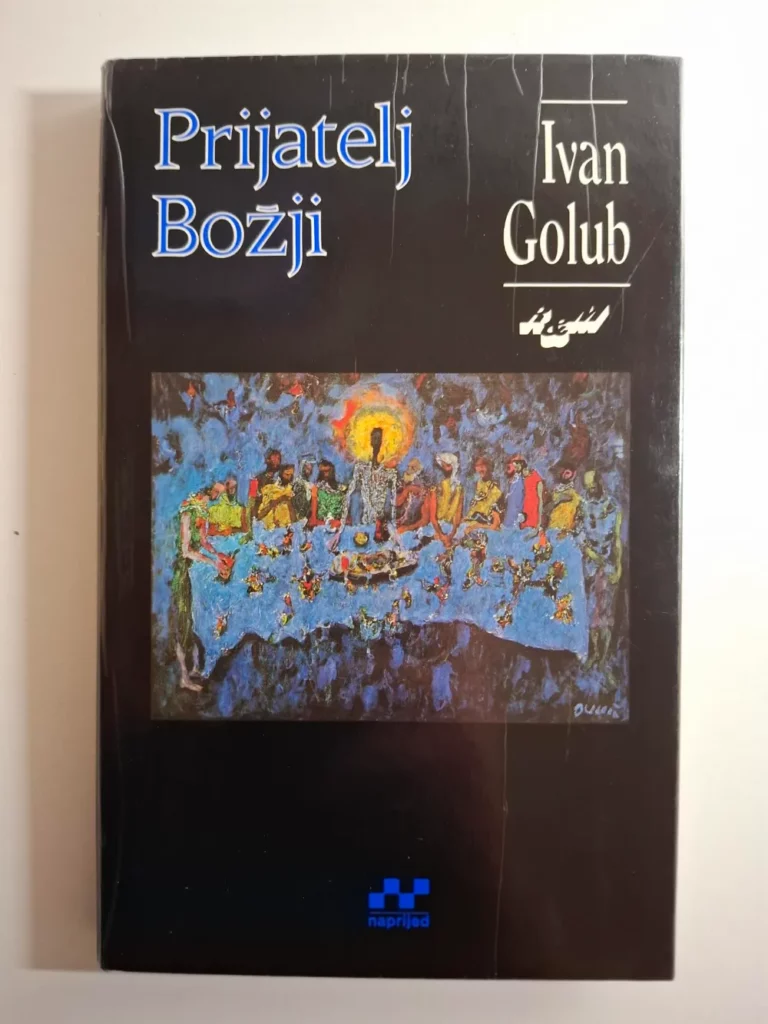 Prijatelj
Božji
Ivan
Golub
naprijed